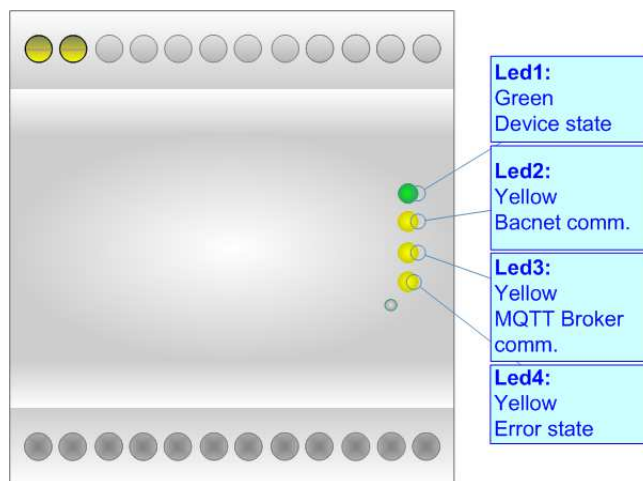 Led1:
Green
Device state
Led2:
Yellow
Bacnet comm.
Led3:
Yellow
MQTT Broker
comm.
Led4:
Yellow
Error state